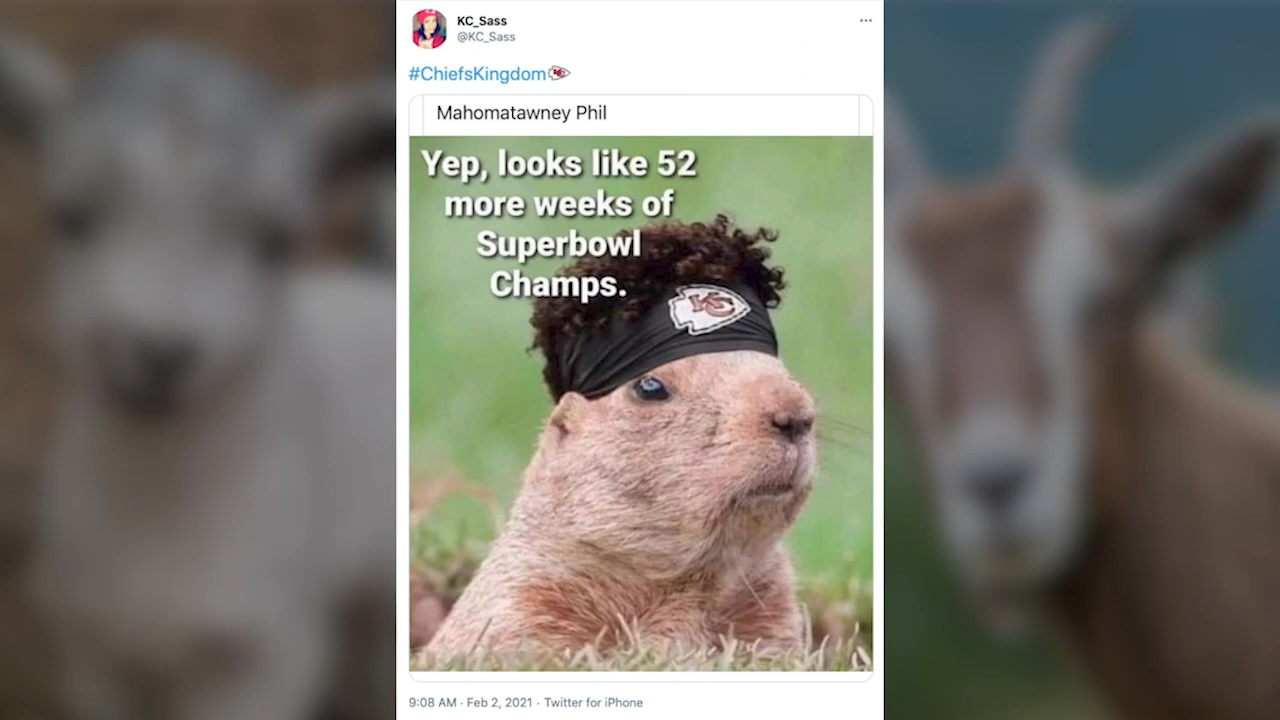 KC_Sass
@KC_Sass
#ChiefsKingdom
Mahomatawney Phil
Yep, looks like 52
more weeks of
Superbowl
Champs.
KC
9:08 AM · Feb 2, 2021 · Twitter for iPhone